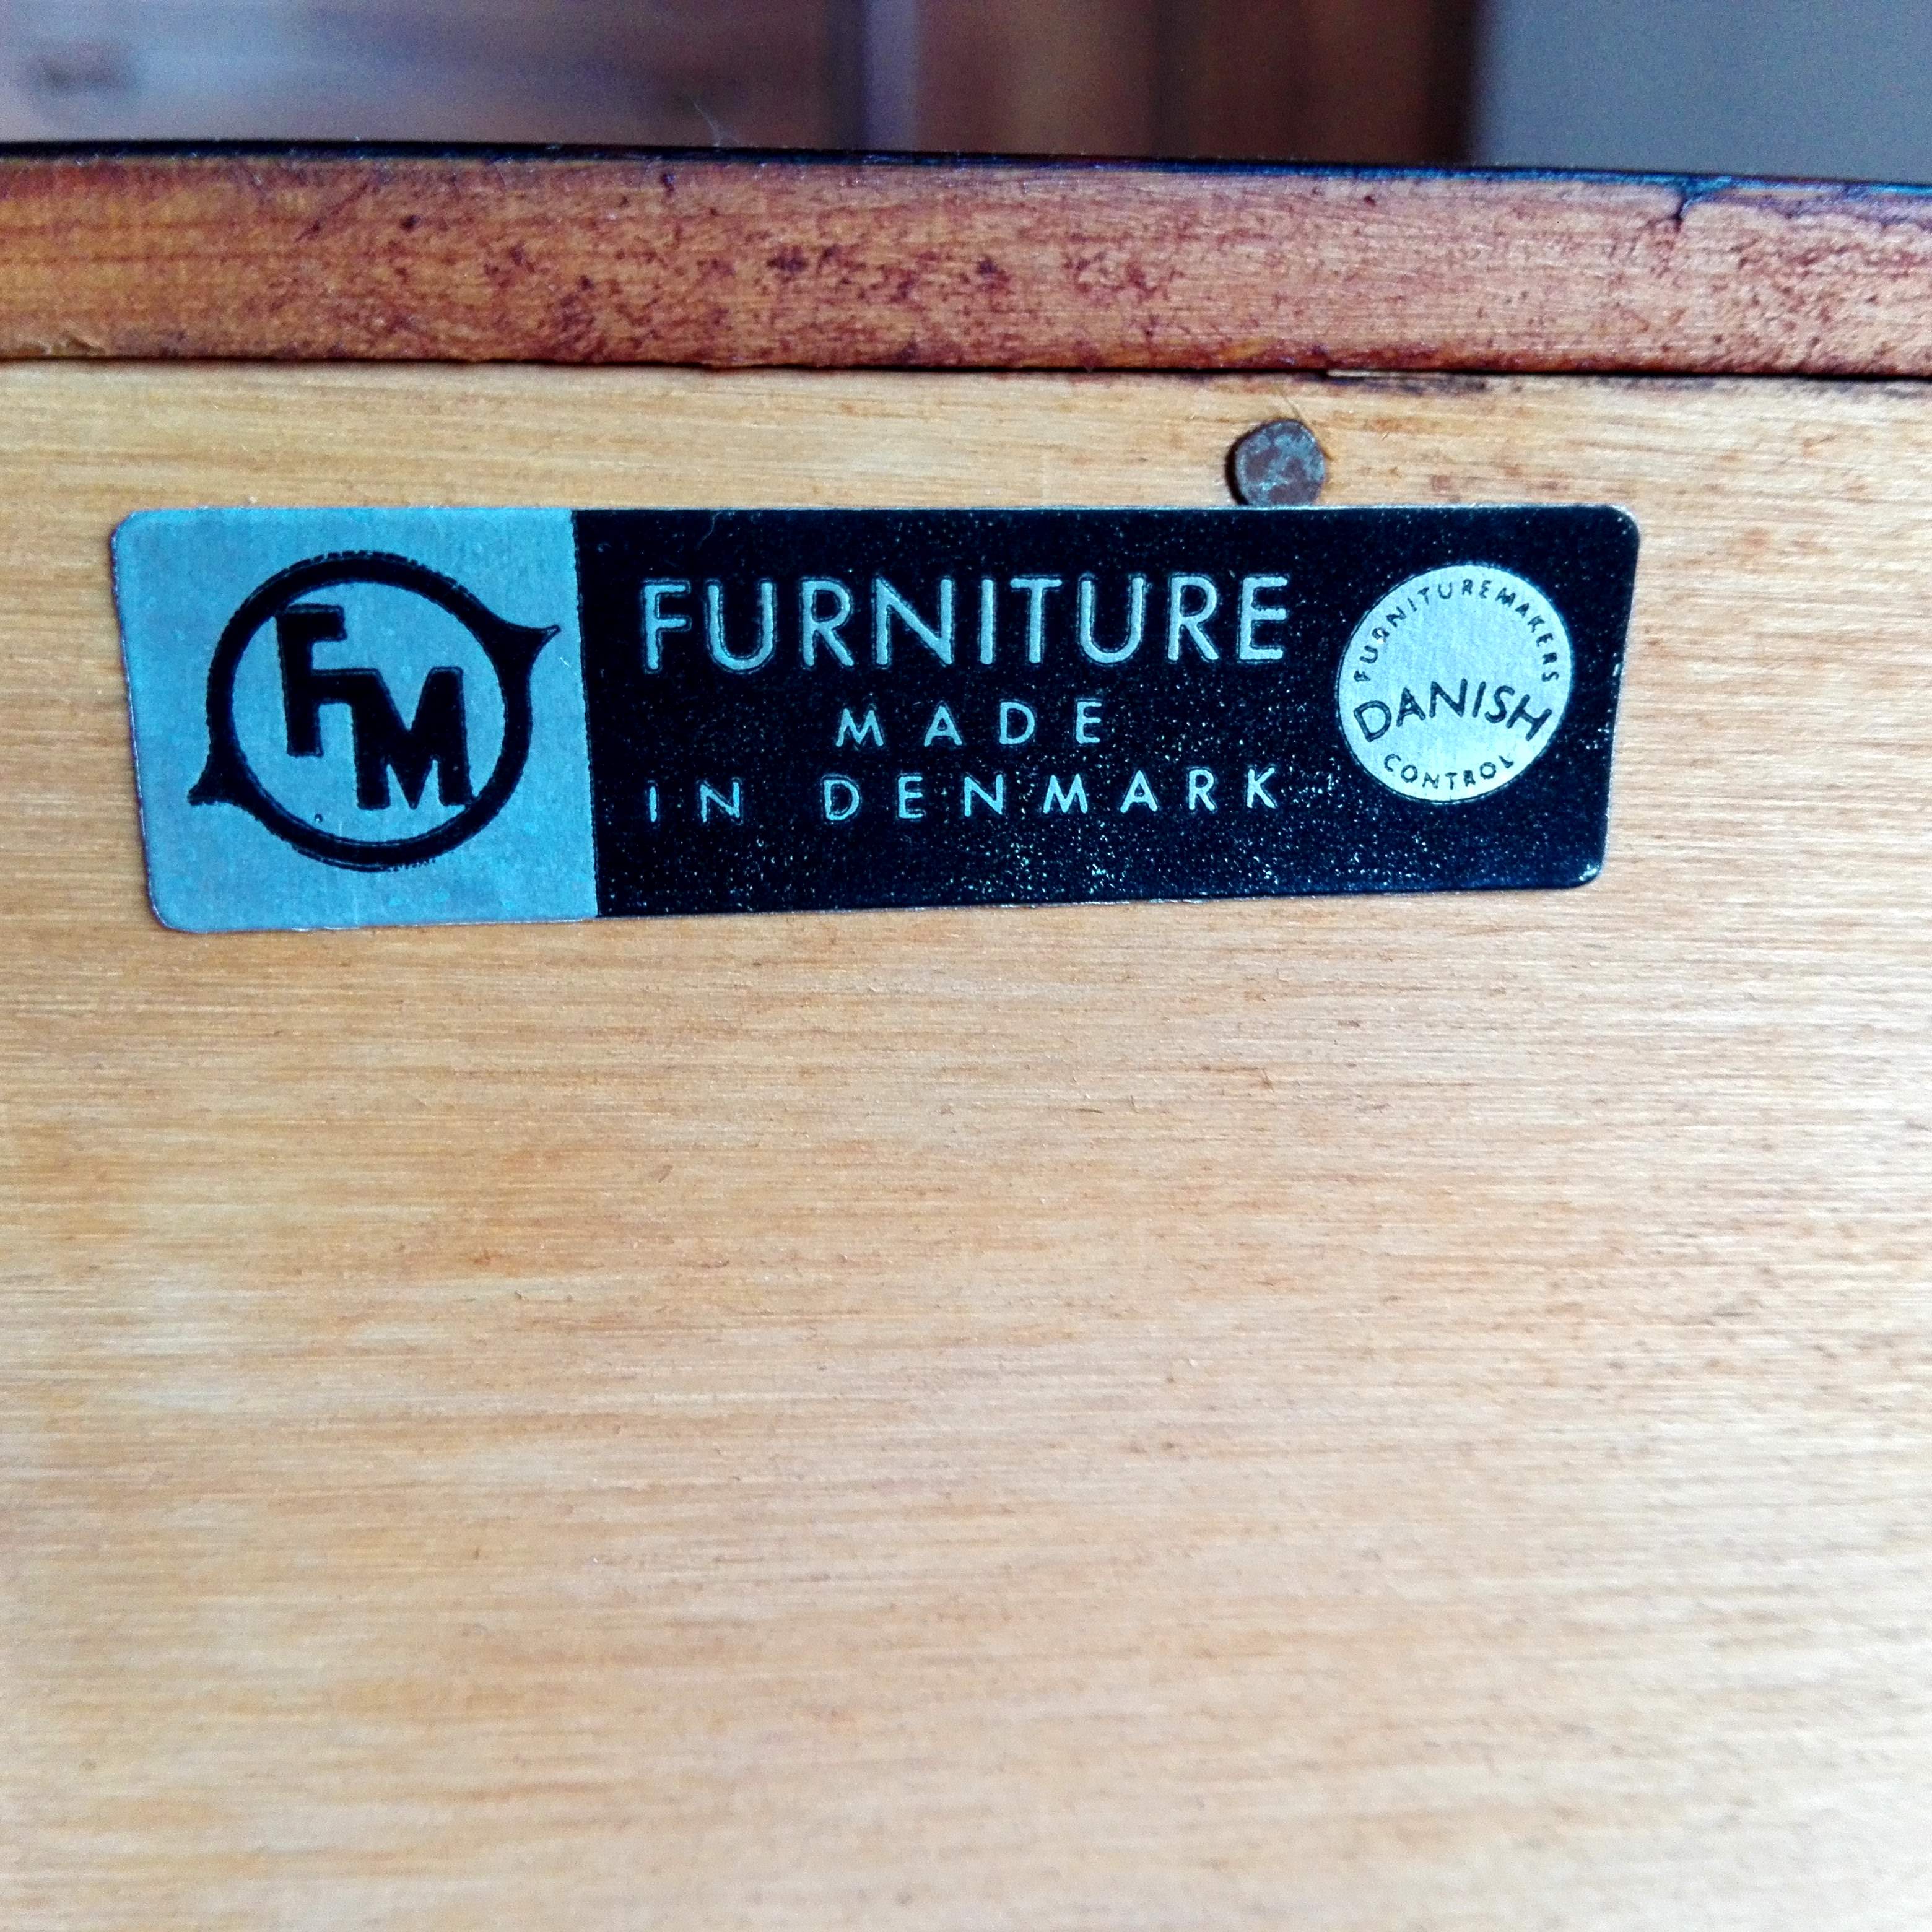 FM
FURNITURE
MADE
IN DENMARK
FURNITUREMAKERS
DANISH
CONTROL